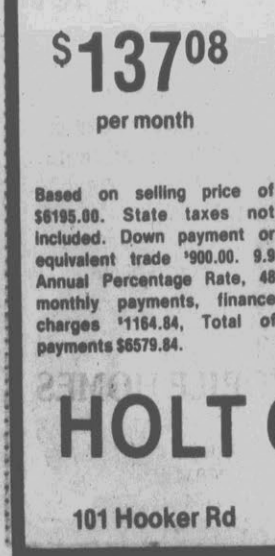 $13708
per month
Based on selling price of
$6195.00. State taxes not
included. Down payment or
equivalent trade $900.00. 9.9
Annual Percentage Rate, 48
monthly payments, finance
charges $1164.84, Total of
payments $6579.84.
HOLT
101 Hooker Rd